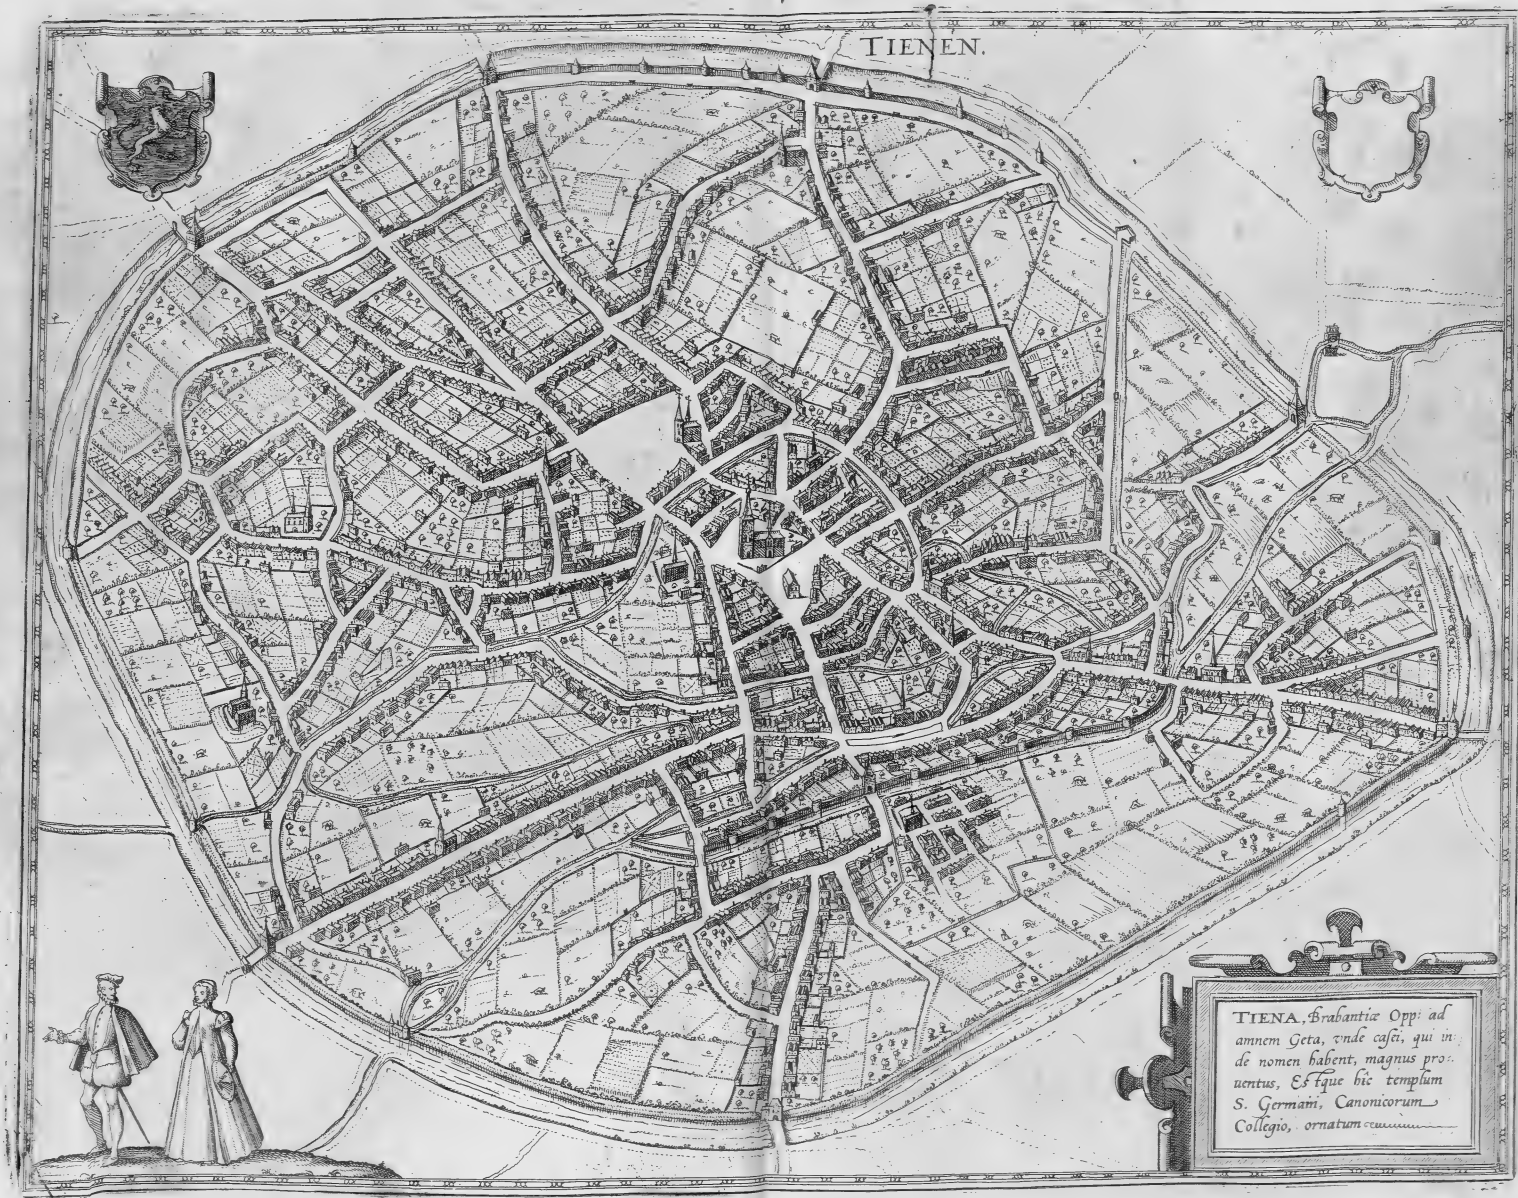 TIENEN.
TIENA, Brabantiæ Opp: ad
amnem Geta, vnde casei, qui in:
de nomen habent, magnus pro:
uentus, Estque hic templum
S. Germani, Canonicorum
Collegio, ornatum